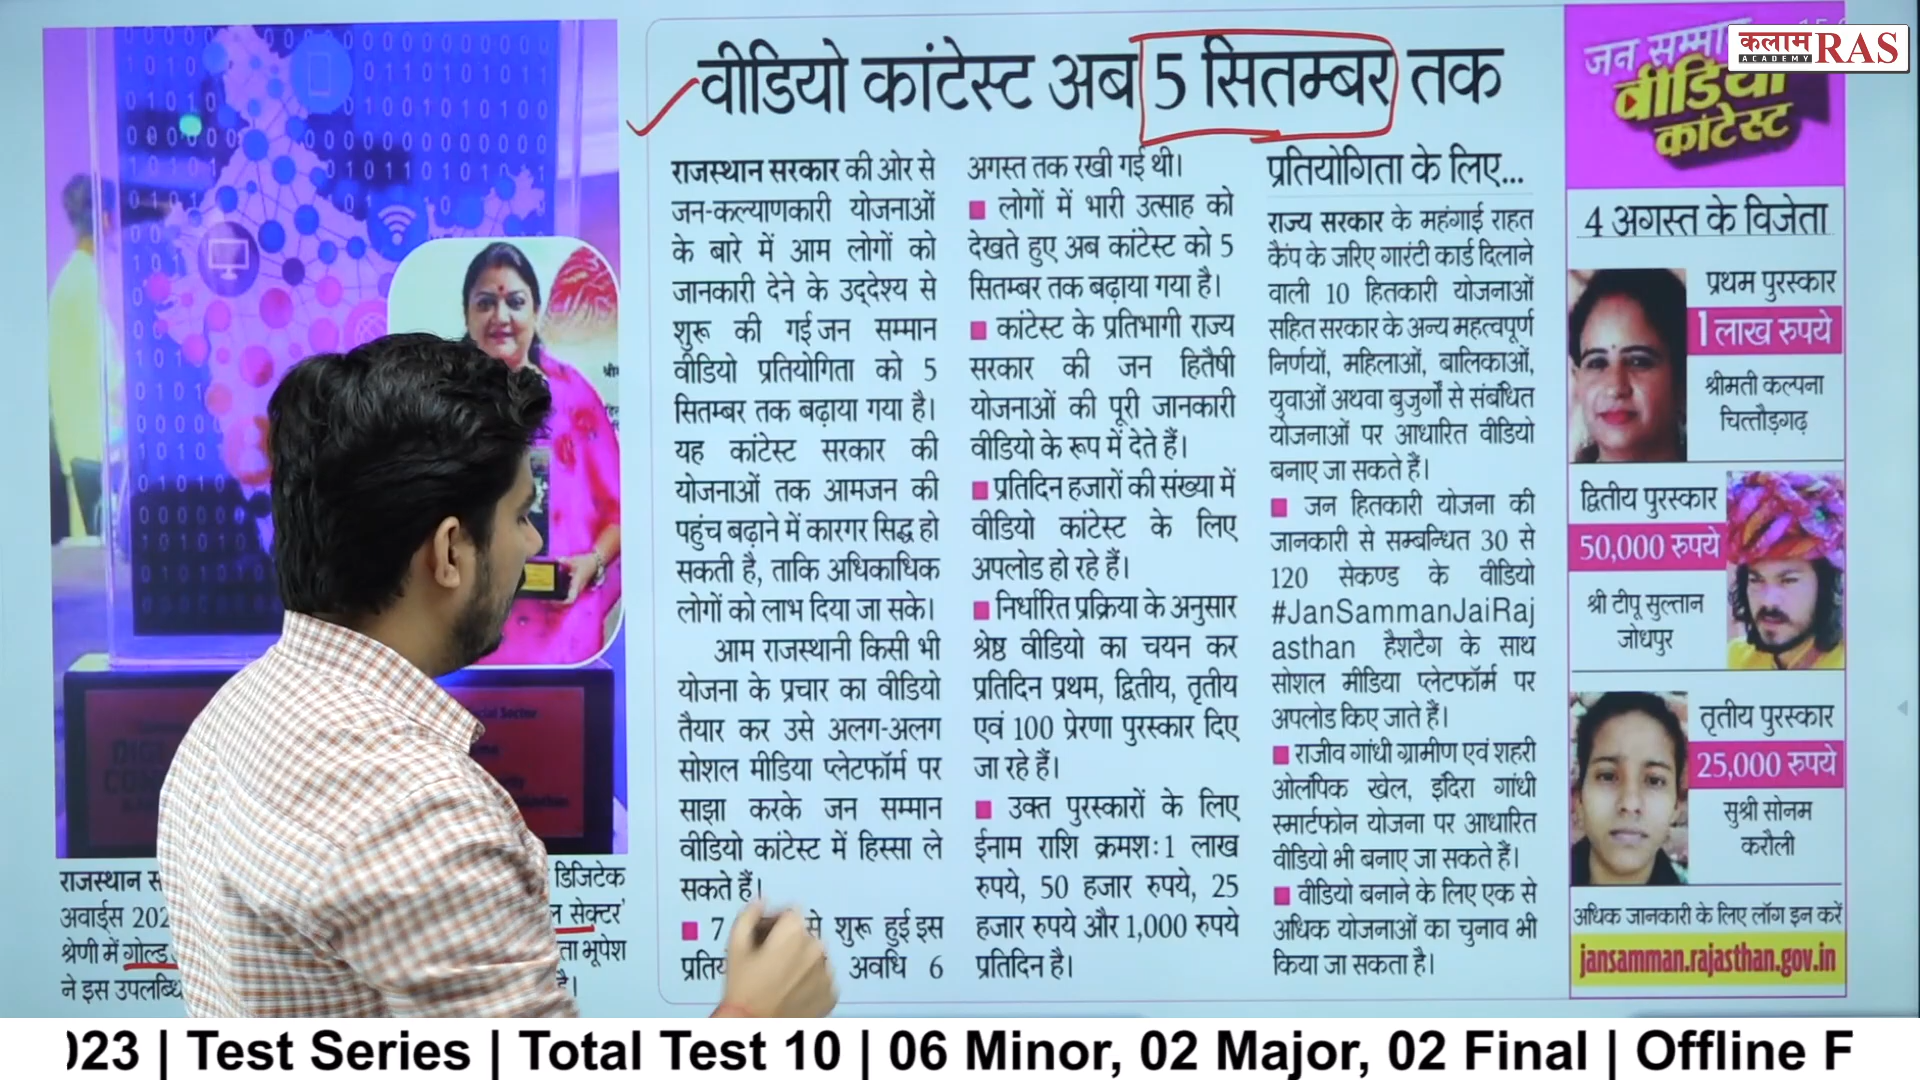 कलाम
ACADEMY
RAS
वीडियो कांटेस्ट अब 5 सितम्बर तक
राजस्थान सरकार की ओर से
जन-कल्याणकारी योजनाओं
के बारे में आम लोगों को
जानकारी देने के उद्देश्य से
शुरू की गई जन सम्मान
वीडियो प्रतियोगिता को 5
सितम्बर तक बढ़ाया गया है।
यह कांटेस्ट सरकार की
योजनाओं तक आमजन की
पहुंच बढ़ाने में कारगर सिद्ध हो
सकती है, ताकि अधिकाधिक
लोगों को लाभ दिया जा सके।
आम राजस्थानी किसी भी
योजना के प्रचार का वीडियो
तैयार कर उसे अलग-अलग
सोशल मीडिया प्लेटफॉर्म पर
साझा करके जन सम्मान
वीडियो कांटेस्ट में हिस्सा ले
सकते हैं।
7 से शुरू हुई इस
अवधि 6
अगस्त तक रखी गई थी।
लोगों में भारी उत्साह को
देखते हुए अब कांटेस्ट को 5
सितम्बर तक बढ़ाया गया है।
कांटेस्ट के प्रतिभागी राज्य
सरकार की जन हितैषी
योजनाओं की पूरी जानकारी
वीडियो के रूप में देते हैं।
प्रतिदिन हजारों की संख्या में
वीडियो कांटेस्ट के लिए
अपलोड हो रहे हैं।
निर्धारित प्रक्रिया के अनुसार
श्रेष्ठ वीडियो का चयन कर
प्रतिदिन प्रथम, द्वितीय, तृतीय
एवं 100 प्रेरणा पुरस्कार दिए
जा रहे हैं।
उक्त पुरस्कारों के लिए
ईनाम राशि क्रमश: 1 लाख
रुपये, 50 हजार रुपये, 25
हजार रुपये और 1,000 रुपये
प्रतिदिन है।
प्रतियोगिता के लिए...
राज्य सरकार के महंगाई राहत
कैंप के जरिए गारंटी कार्ड दिलाने
वाली 10 हितकारी योजनाओं
सहित सरकार के अन्य महत्वपूर्ण
निर्णयों, महिलाओं, बालिकाओं,
युवाओं अथवा बुजुर्गों से संबंधित
योजनाओं पर आधारित वीडियो
बनाए जा सकते हैं।
जन हितकारी योजना की
जानकारी से सम्बन्धित 30 से
120 सेकण्ड के वीडियो
#JanSammanJaiRaj
asthan हैशटैग के साथ
सोशल मीडिया प्लेटफॉर्म पर
अपलोड किए जाते हैं।
राजीव गांधी ग्रामीण एवं शहरी
ओलंपिक खेल, इंदिरा गांधी
स्मार्टफोन योजना पर आधारित
वीडियो भी बनाए जा सकते हैं।
वीडियो बनाने के लिए एक से
अधिक योजनाओं का चुनाव भी
किया जा सकता है।
जन सम्मान
वीडियो
कांटेस्ट
4 अगस्त के विजेता
प्रथम पुरस्कार
1 लाख रुपये
श्रीमती कल्पना
चित्तौड़गढ़
द्वितीय पुरस्कार
50,000 रुपये
श्री टीपू सुल्तान
जोधपुर
तृतीय पुरस्कार
25,000 रुपये
सुश्री सोनम
करौली
अधिक जानकारी के लिए लॉग इन करें
jansamman.rajasthan.gov.in
राजस्थान डिजिटेक
अवार्ड्स सेक्टर'
श्रेणी में गोल्ड भूपेश
ने इस
023 | Test Series | Total Test 10 | 06 Minor, 02 Major, 02 Final | Offline F